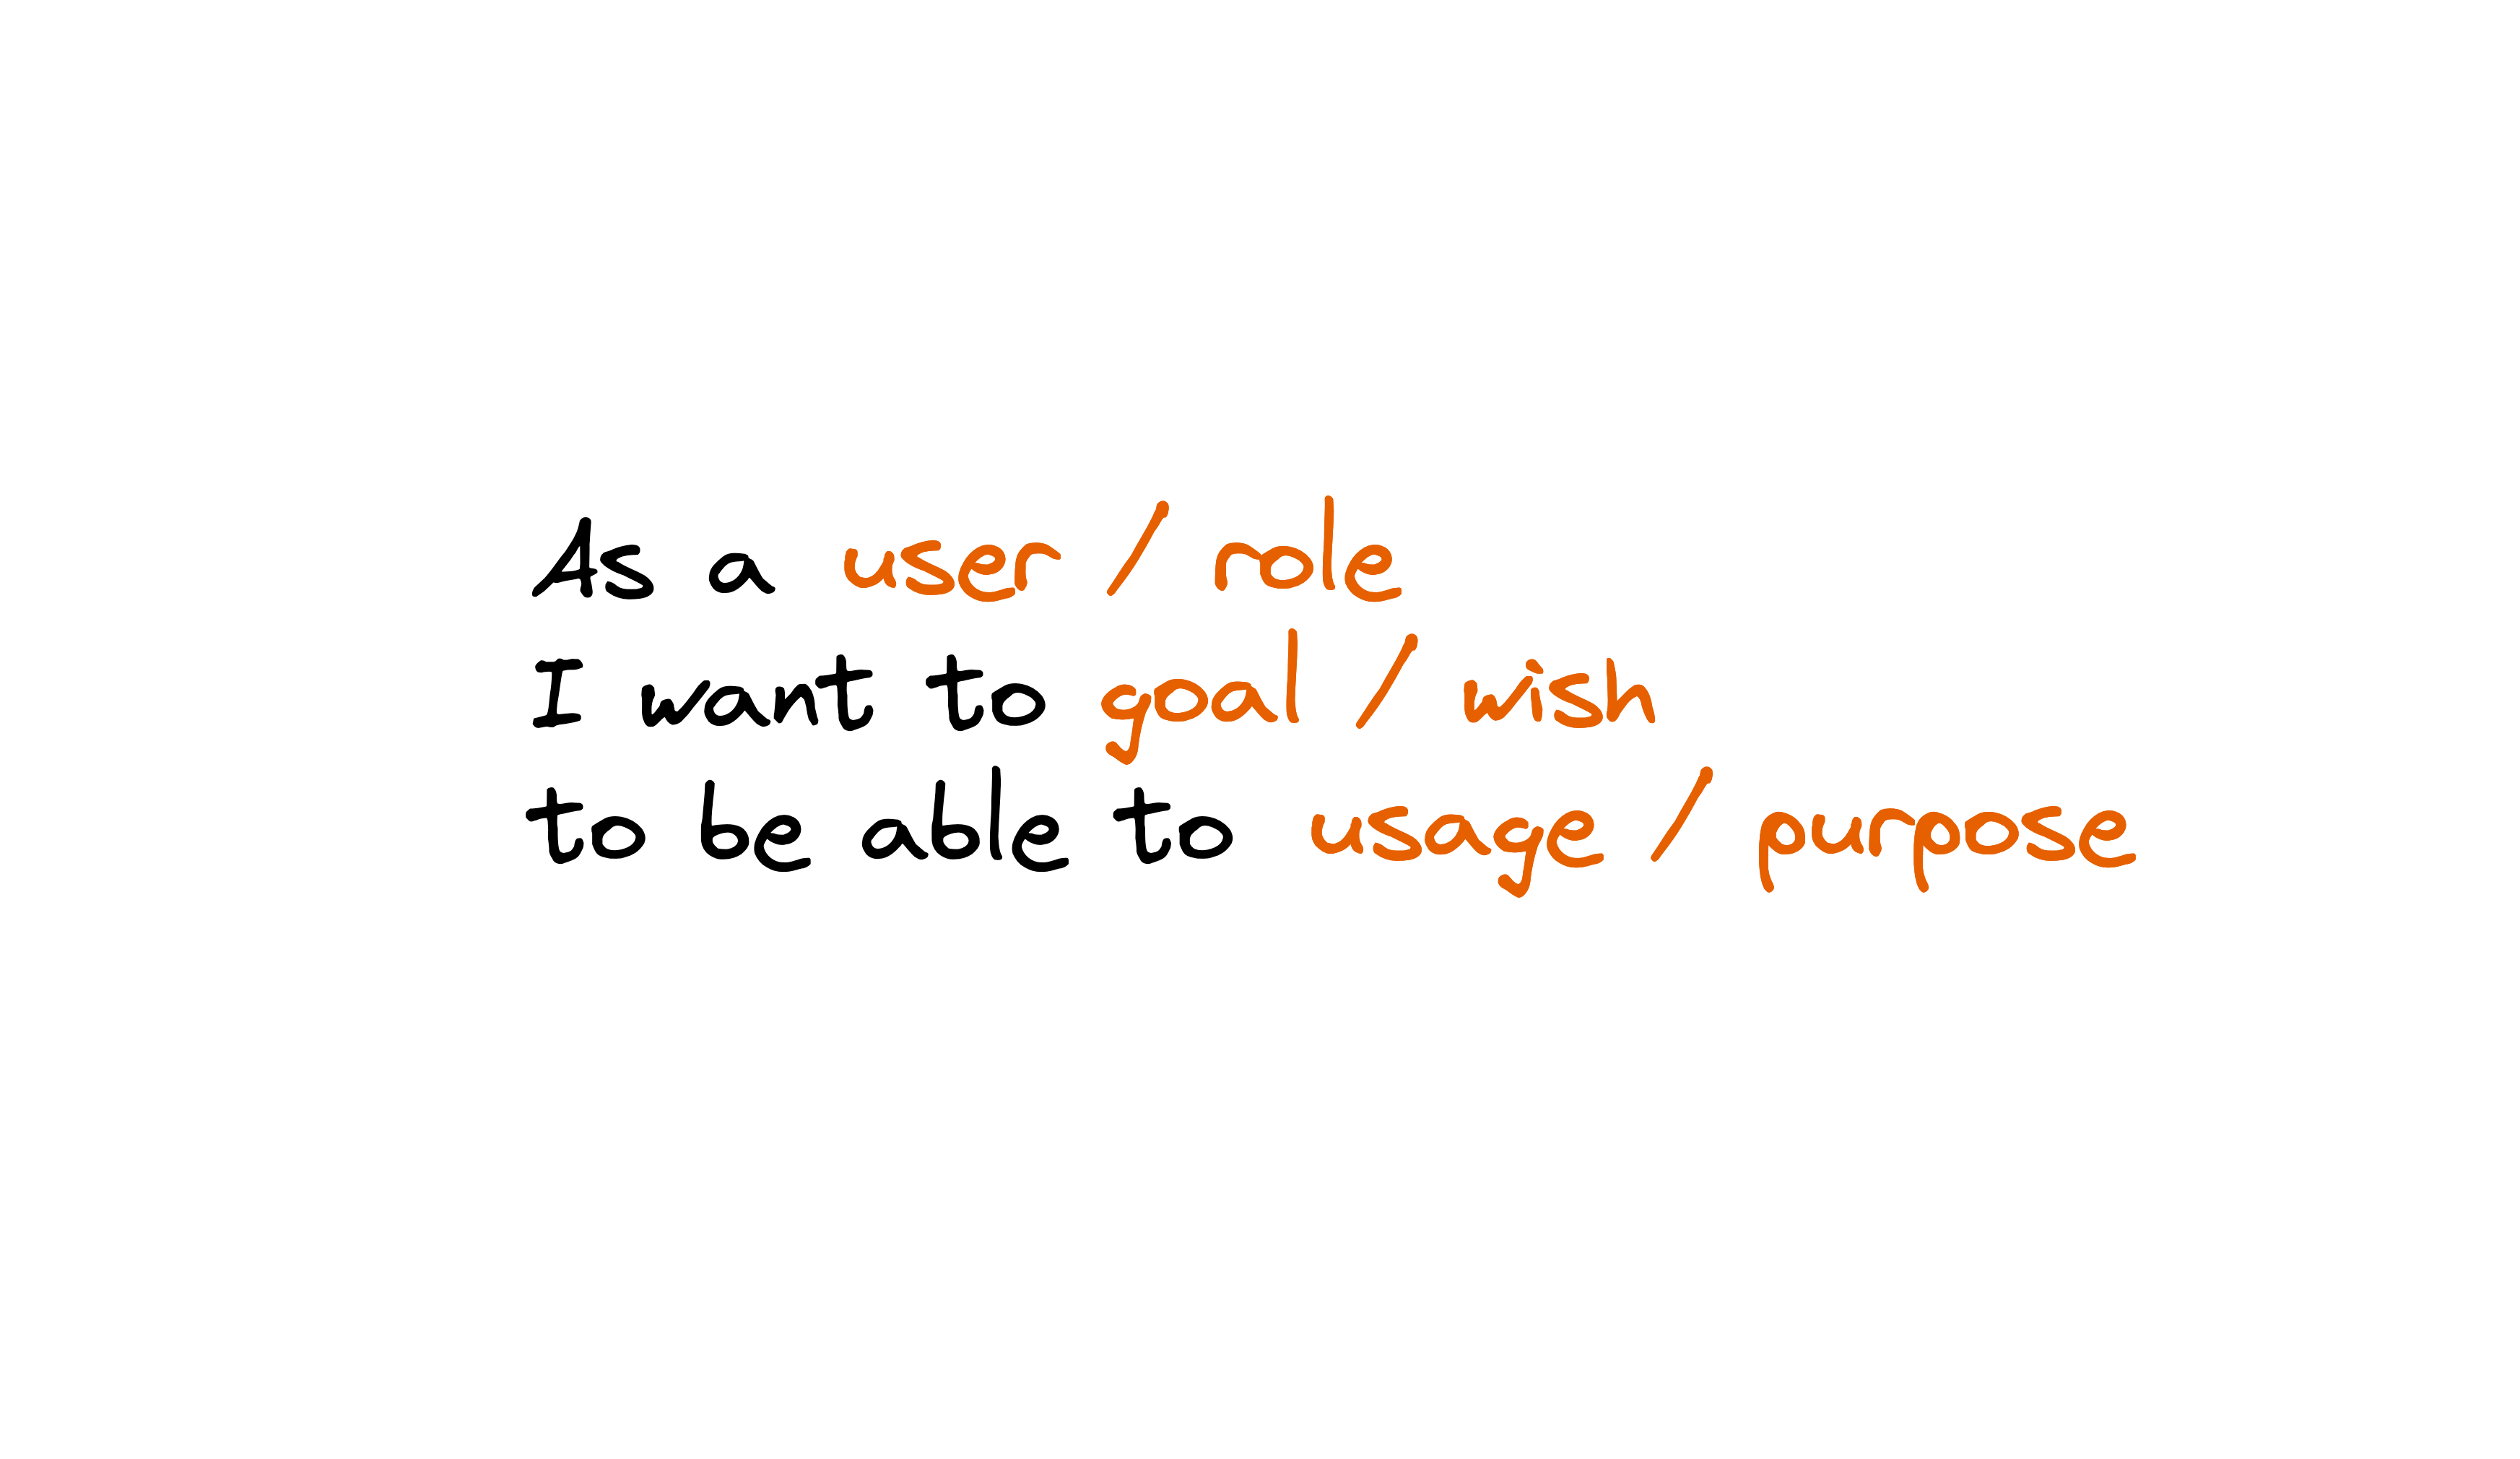 As a user / role
I want to goal / wish
to be able to usage / purpose